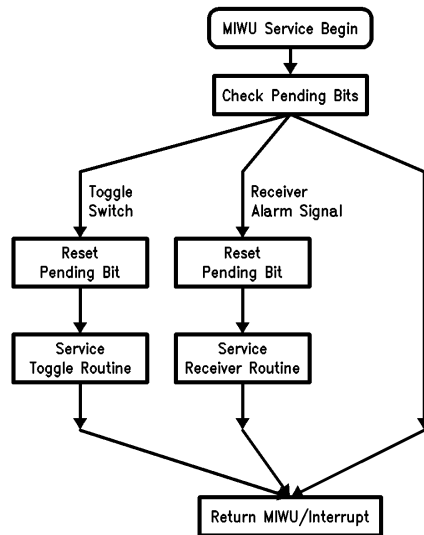 MIWU Service Begin
Check Pending Bits
Toggle
Switch
Receiver
Alarm Signal
Reset
Pending Bit
Reset
Pending Bit
Service
Toggle Routine
Service
Receiver Routine
Return MIWU/Interrupt